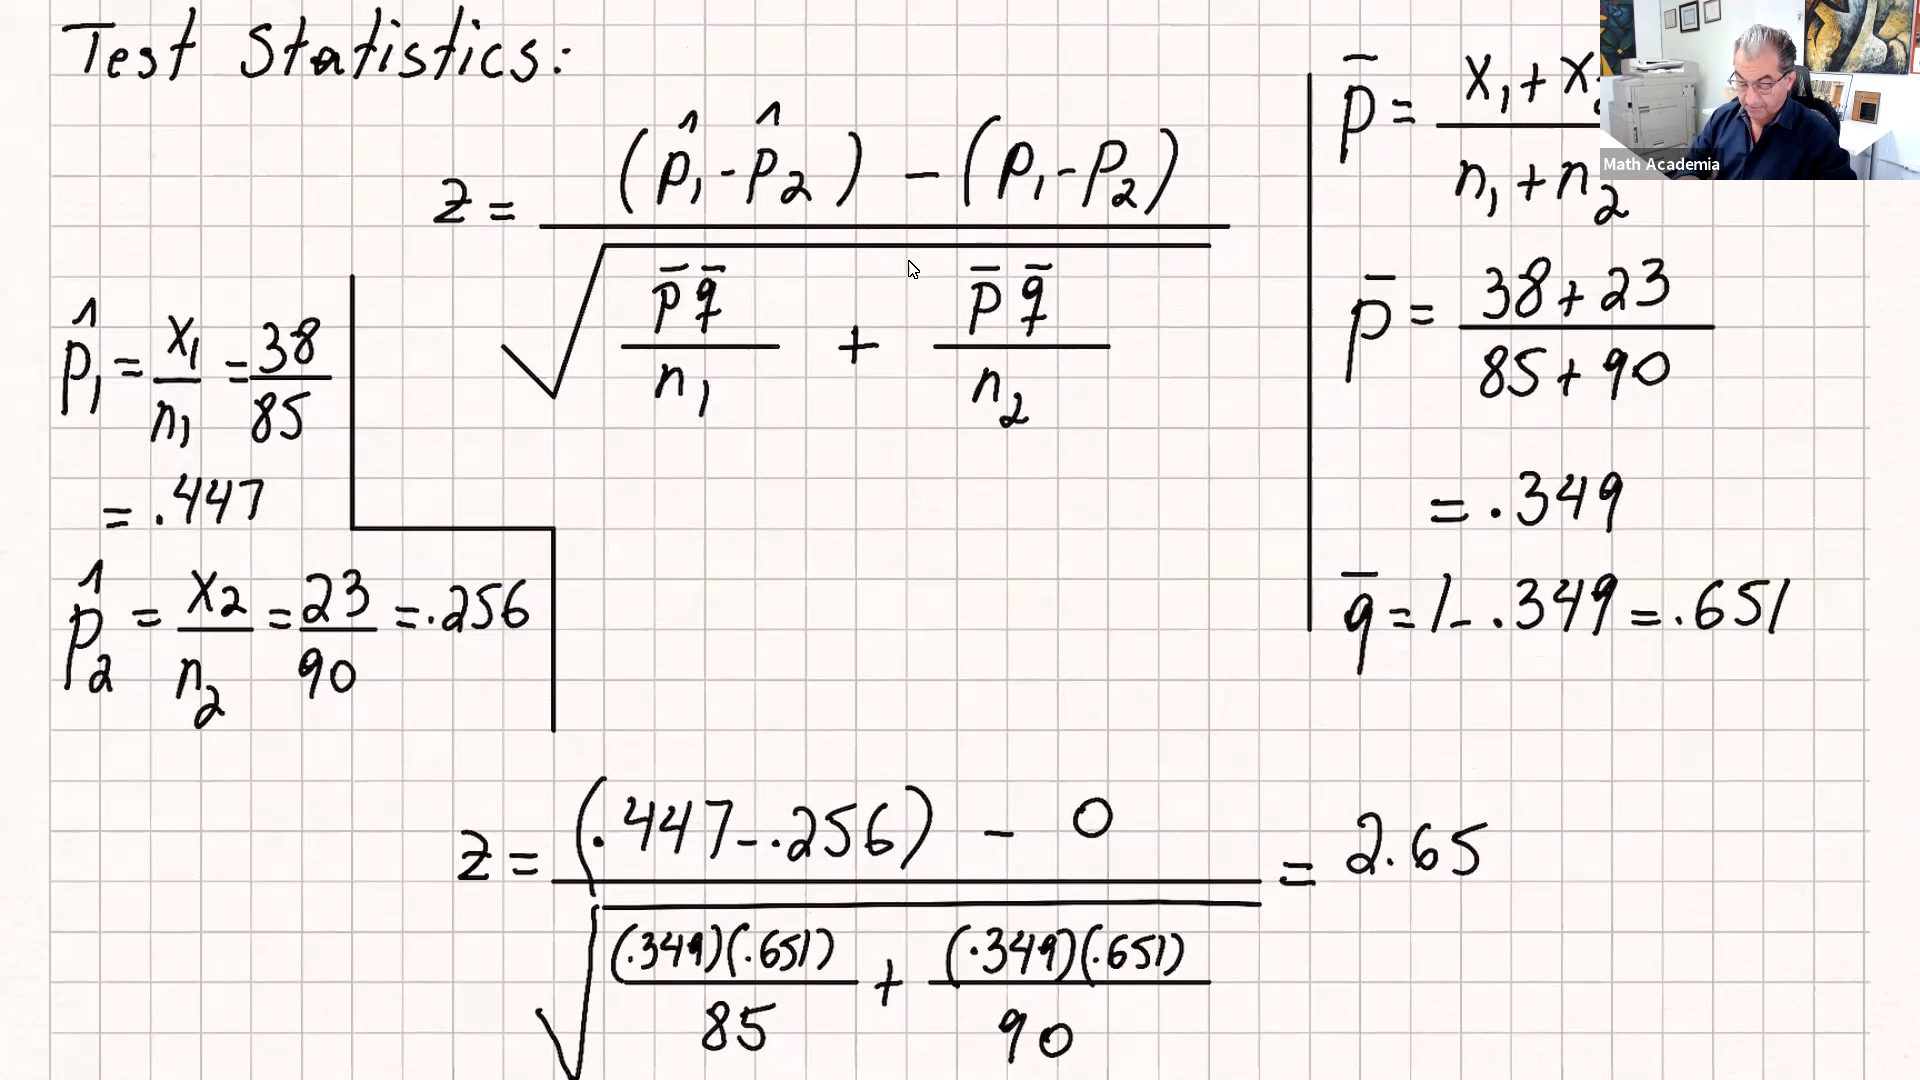 Test Statistics:
z = (p̂₁ - p̂₂) - (p₁ - p₂) / √(p̄ q̄ / n₁ + p̄ q̄ / n₂)
p̂₁ = x₁/n₁ = 38/85
= .447
p̂₂ = x₂/n₂ = 23/90 = .256
p̄ = x₁ + x / n₁ + n₂
Math Academia
p̄ = 38 + 23 / 85 + 90
= .349
q̄ = 1 - .349 = .651
z = (.447 - .256) - 0 / √((.349)(.651) / 85 + (.349)(.651) / 90) = 2.65